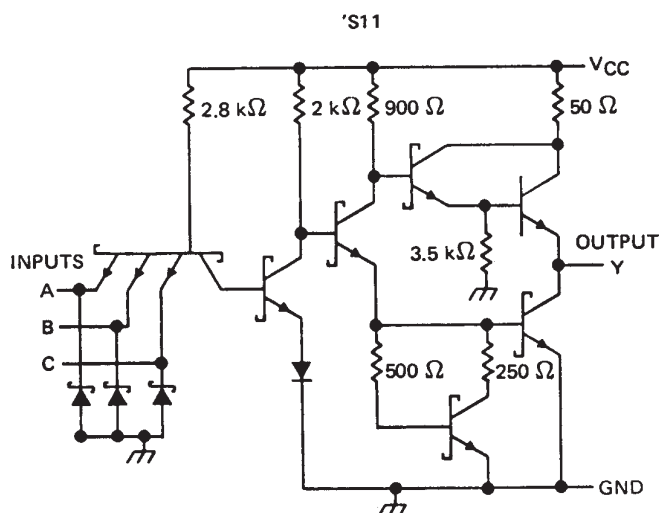 'S11
VCC
2.8 kΩ
2 kΩ
900 Ω
50 Ω
INPUTS
3.5 kΩ
OUTPUT
A
Y
B
C
500 Ω
250 Ω
GND